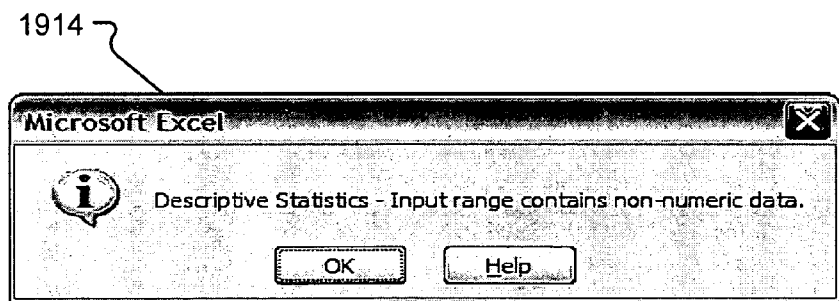 1914
Microsoft Excel
Descriptive Statistics - Input range contains non-numeric data.
OK
Help